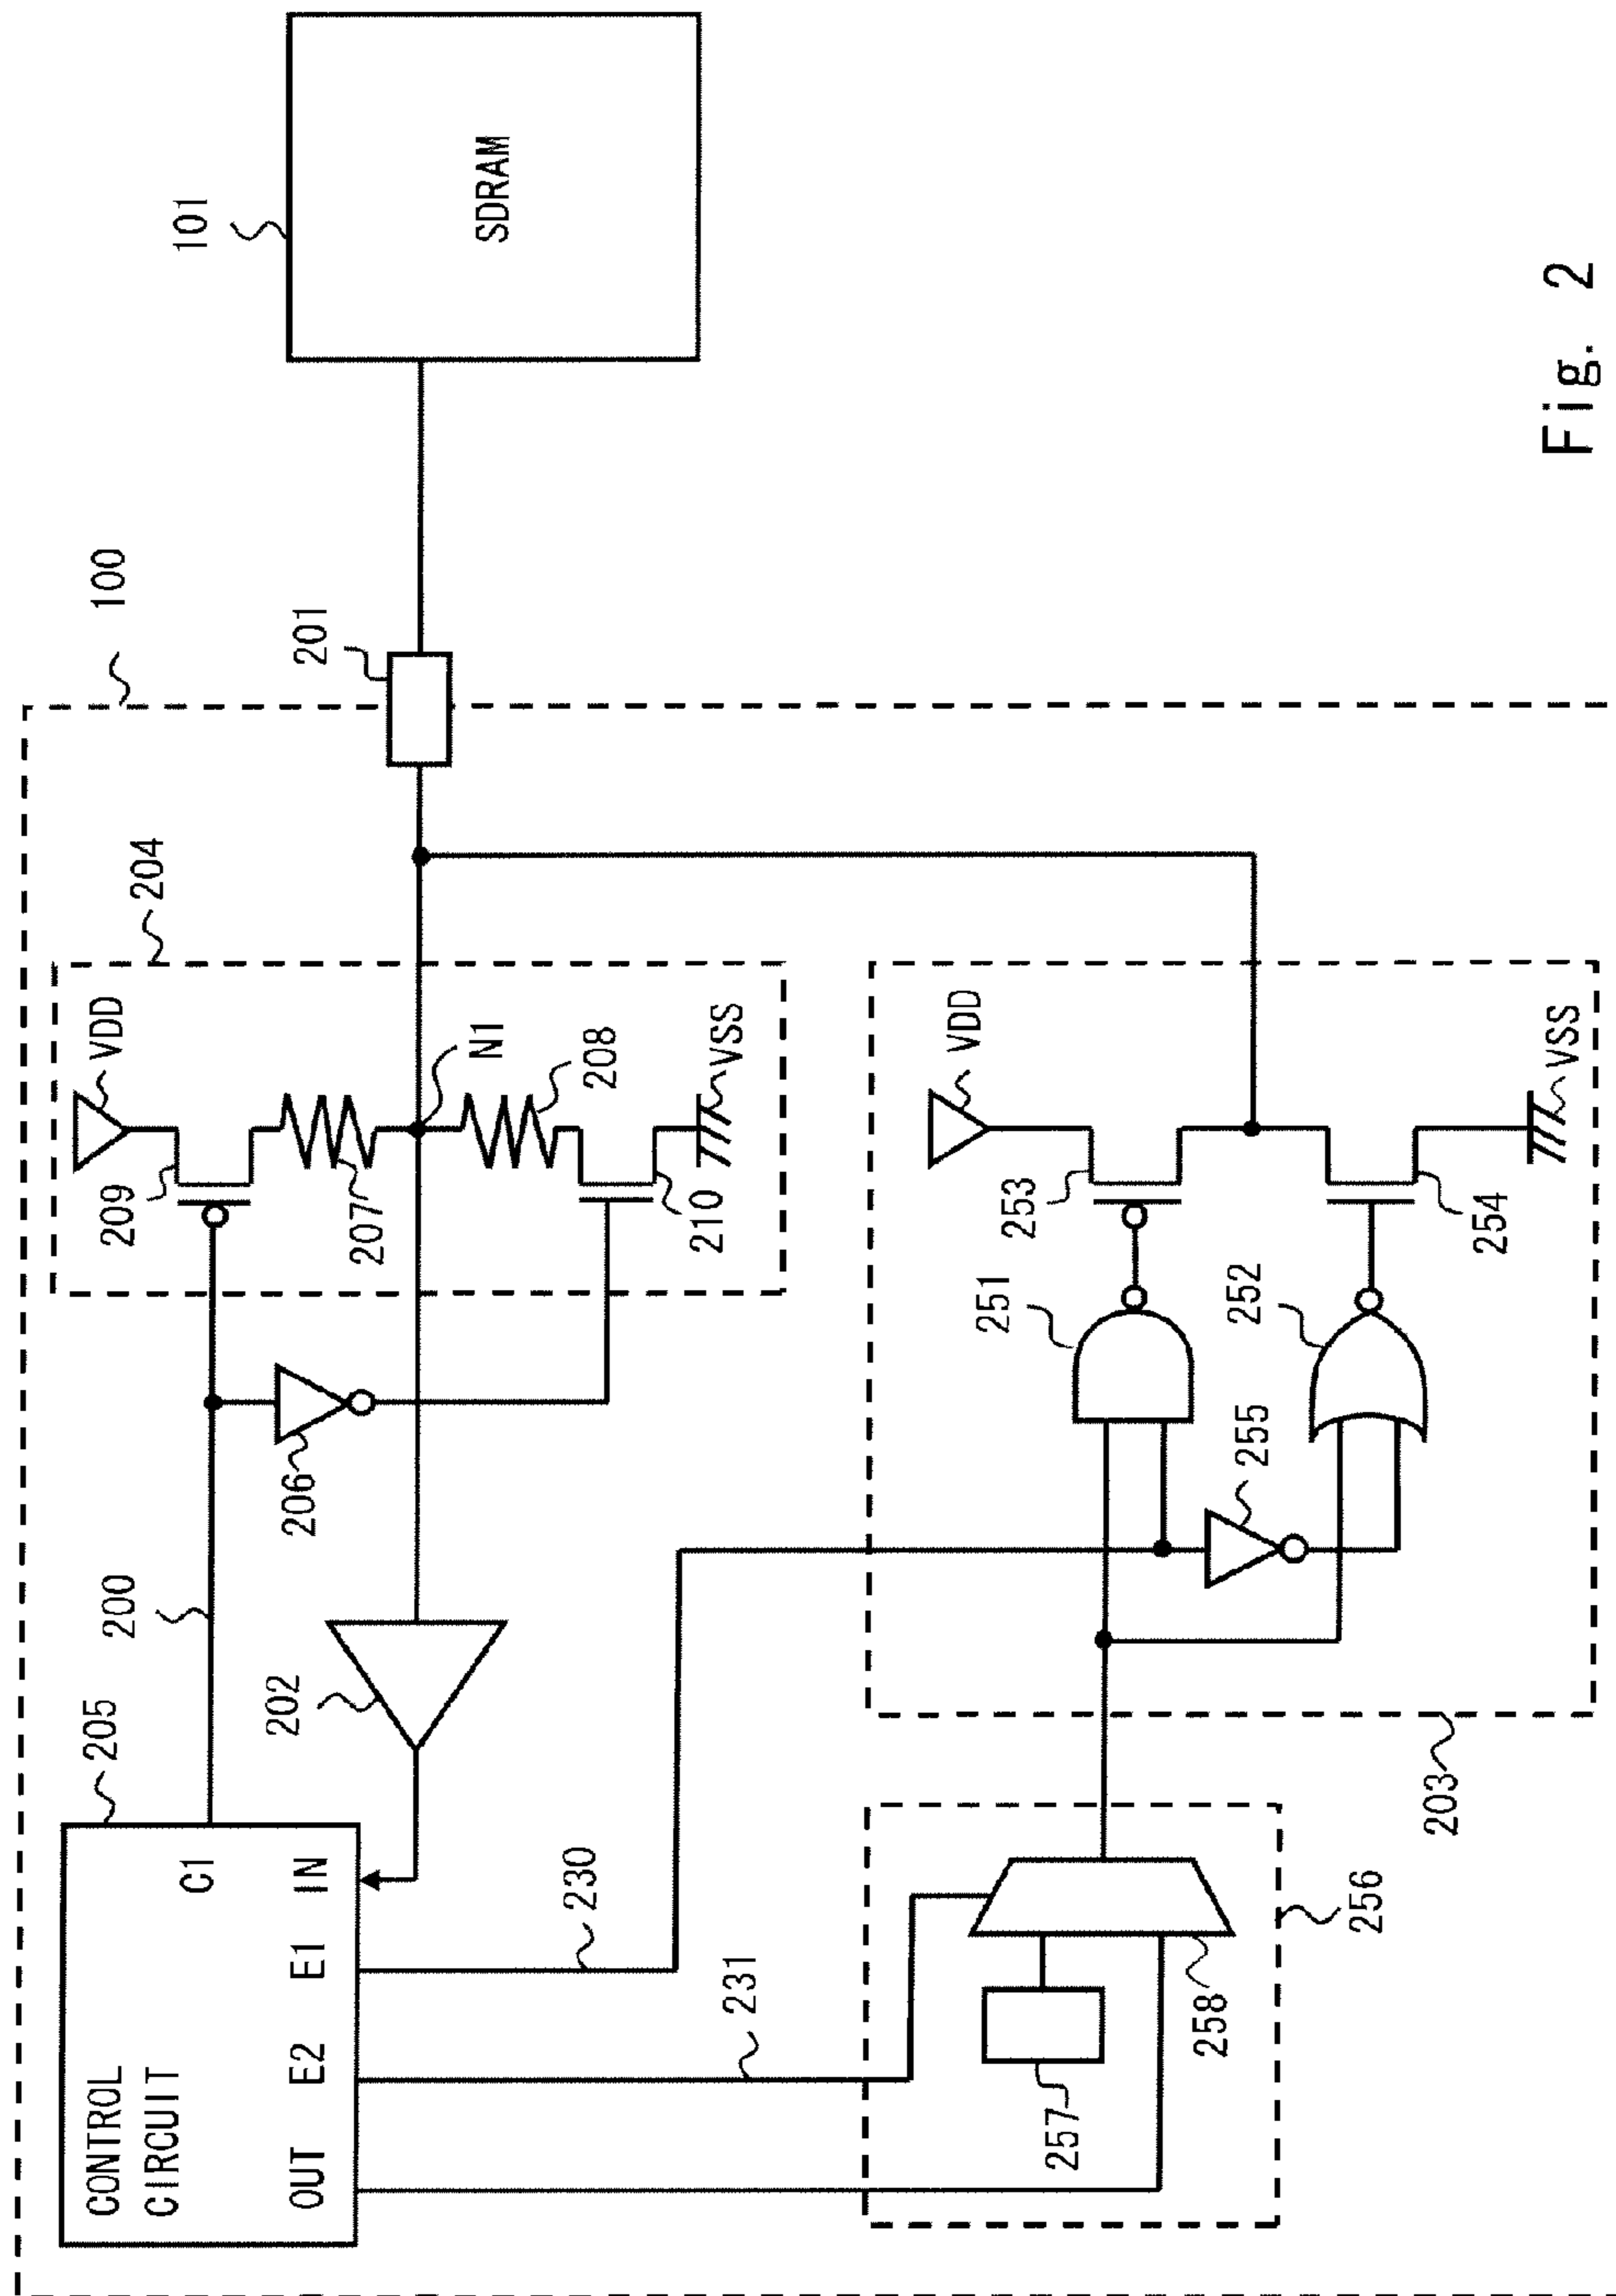 CONTROL
CIRCUIT
C1
IN
E1
E2
OUT
205
200
206
202
230
231
209
207
210
VDD
N1
208
VSS
204
100
201
101
SDRAM
257
258
256
203
255
251
252
253
254
VDD
VSS
Fig. 2